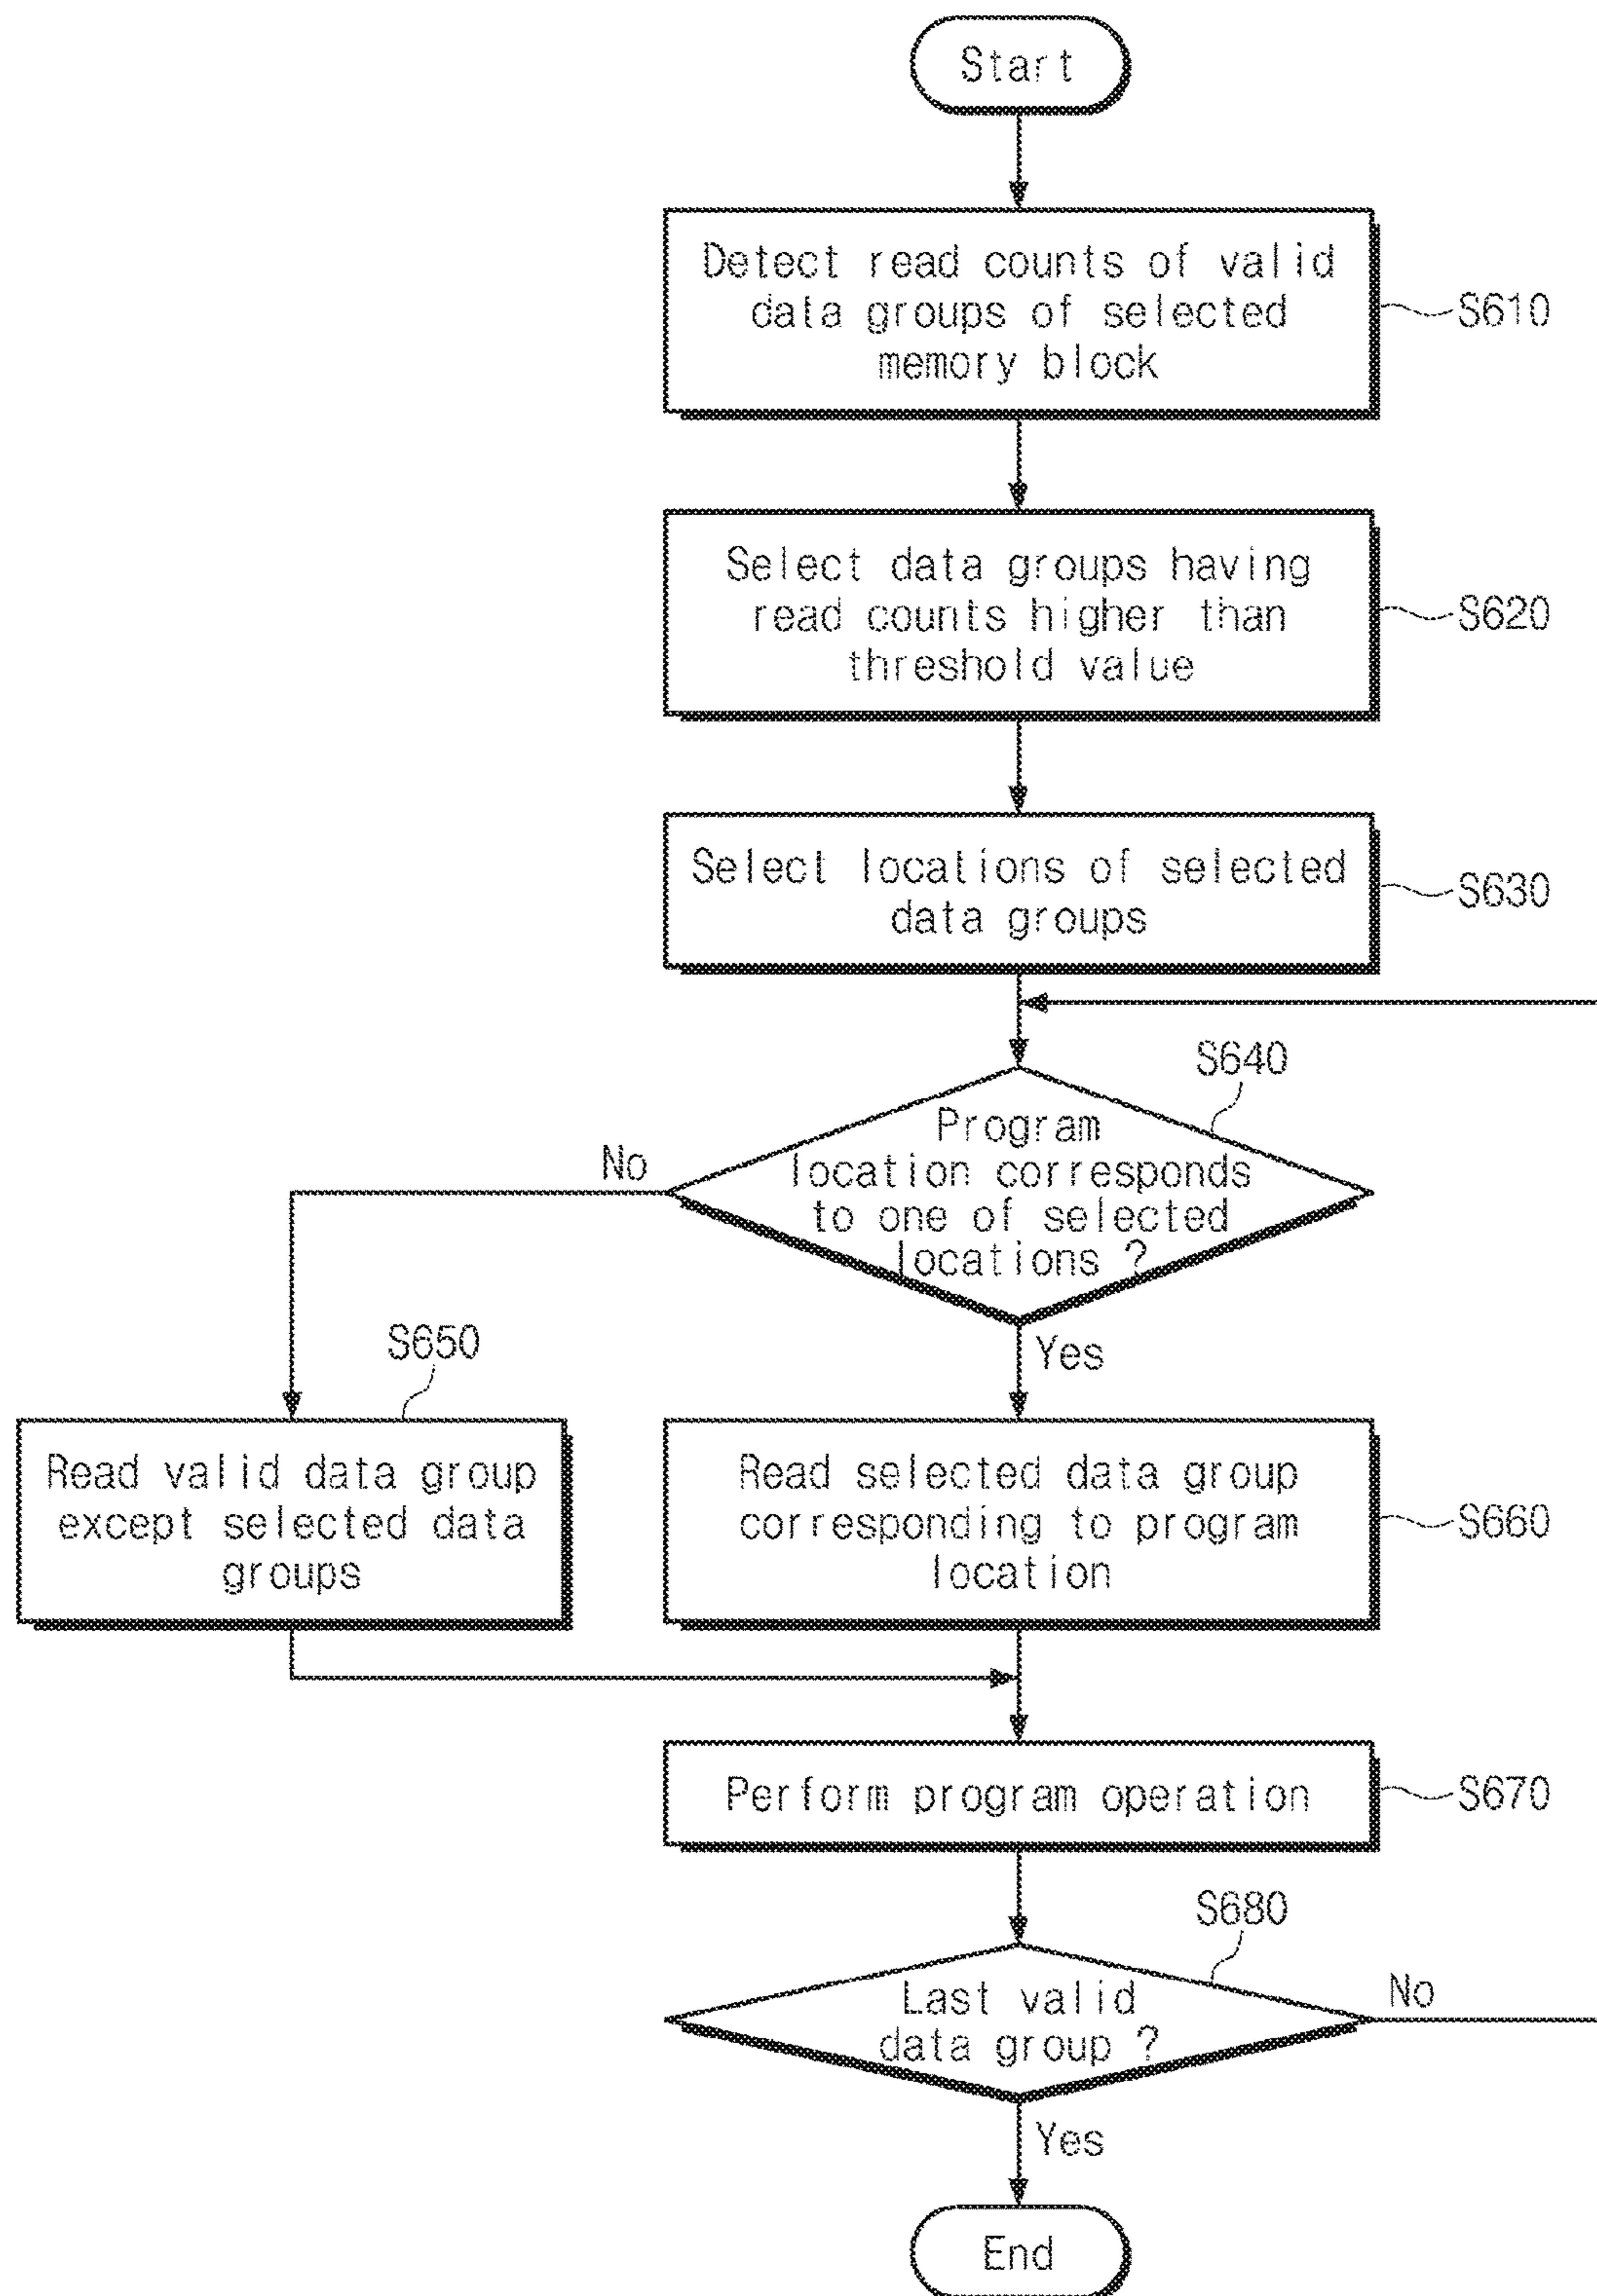 Start
Detect read counts of valid
data groups of selected
memory block
S610
Select data groups having
read counts higher than
threshold value
S620
Select locations of selected
data groups
S630
S640
Program
location corresponds
to one of selected
locations ?
No
Yes
S650
Read valid data group
except selected data
groups
Read selected data group
corresponding to program
location
S660
Perform program operation
S670
S680
Last valid
data group ?
No
Yes
End